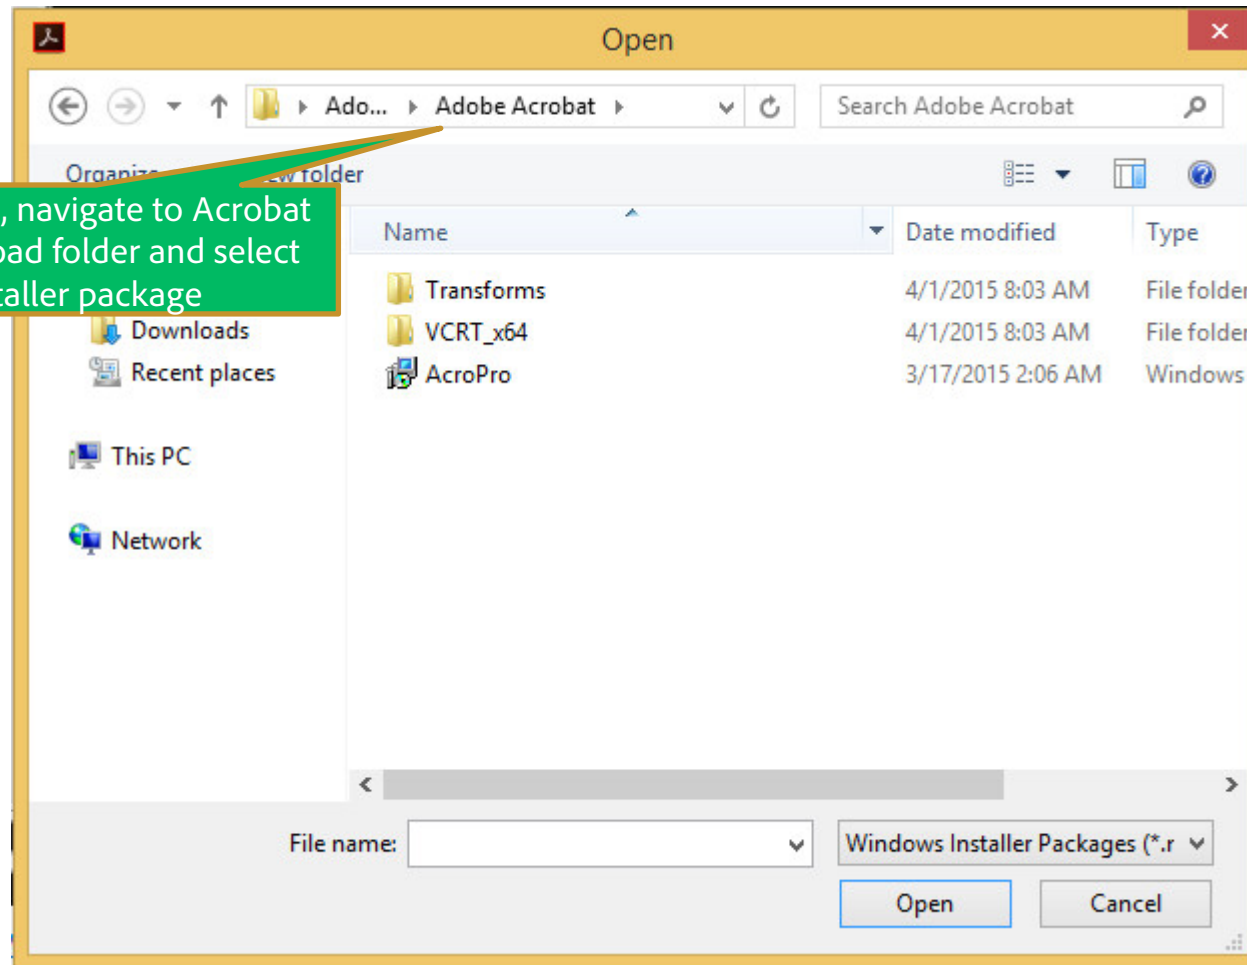 Open
Ado... Adobe Acrobat
Search Adobe Acrobat
folder
, navigate to Acrobat
folder and select
package
Name Date modified Type
Transforms 4/1/2015 8:03 AM File folder
VCRT_x64 4/1/2015 8:03 AM File folder
AcroPro 3/17/2015 2:06 AM Windows
Downloads
Recent places
This PC
Network
File name:
Windows Installer Packages (*.
Open Cancel